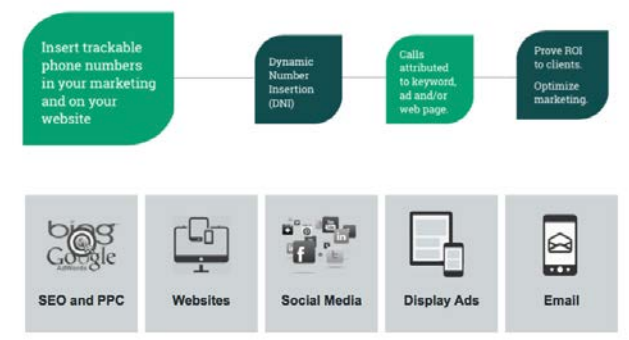 Insert trackable
phone numbers
in your marketing
and on your
website
Dynamic
Number
Insertion
(DNI)
Calls
attributed
to keyword,
ad and/or
web page.
Prove ROI
to clients.
Optimize
marketing.
bing
Google
AdWords
SEO and PPC
Websites
f
in
Social Media
Display Ads
Email